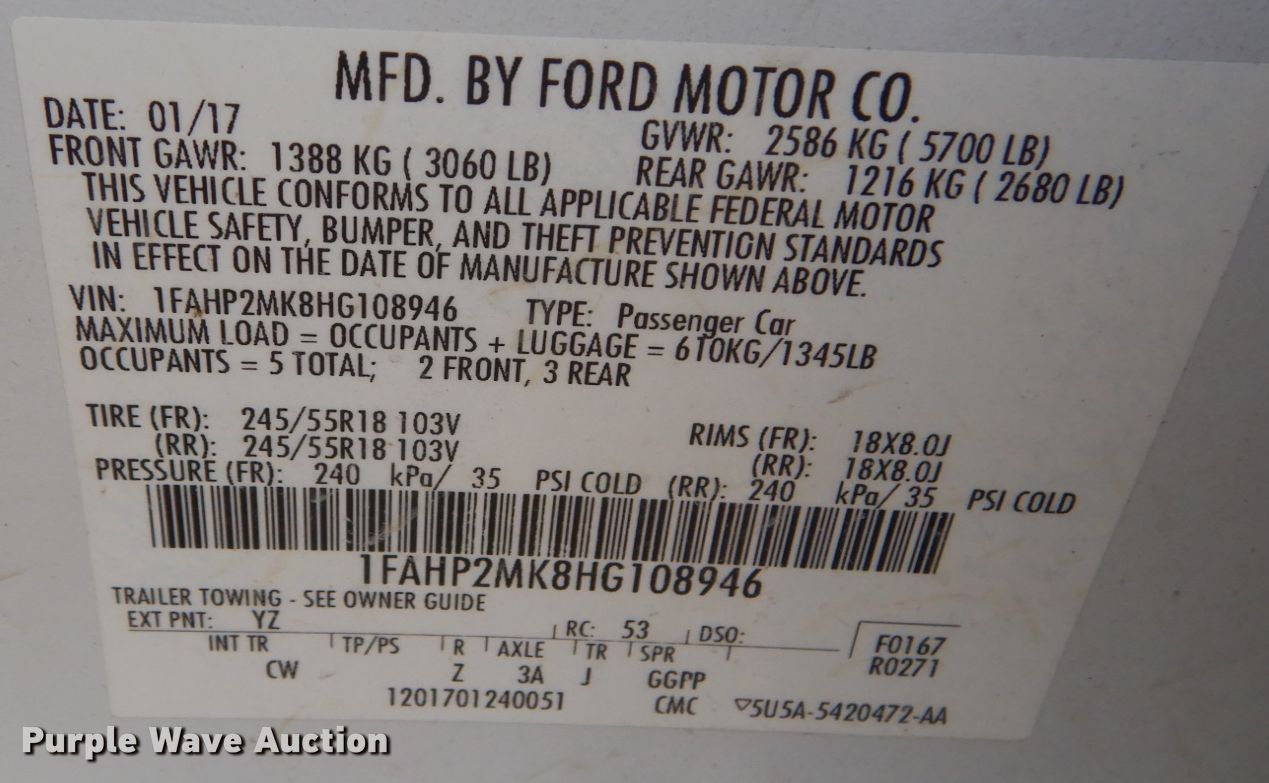 MFD. BY FORD MOTOR CO.
DATE: 01/17 GVWR: 2586 KG ( 5700 LB)
FRONT GAWR: 1388 KG ( 3060 LB) REAR GAWR: 1216 KG ( 2680 LB)
THIS VEHICLE CONFORMS TO ALL APPLICABLE FEDERAL MOTOR
VEHICLE SAFETY, BUMPER, AND THEFT PREVENTION STANDARDS
IN EFFECT ON THE DATE OF MANUFACTURE SHOWN ABOVE.
VIN: 1FAHP2MK8HG108946 TYPE: Passenger Car
MAXIMUM LOAD = OCCUPANTS + LUGGAGE = 610KG/1345LB
OCCUPANTS = 5 TOTAL; 2 FRONT, 3 REAR
TIRE (FR): 245/55R18 103V RIMS (FR): 18X8.0J
(RR): 245/55R18 103V (RR): 18X8.0J
PRESSURE (FR): 240 kPa/ 35 PSI COLD (RR): 240 kPa/ 35 PSI COLD
1FAHP2MK8HG108946
TRAILER TOWING - SEE OWNER GUIDE
EXT PNT: YZ RC: 53 DSO: F0167
INT TR TP/PS R AXLE TR SPR R0271
CW Z 3A J GGPP
1201701240051 CMC ▽5U5A-5420472-AA
Purple Wave Auction